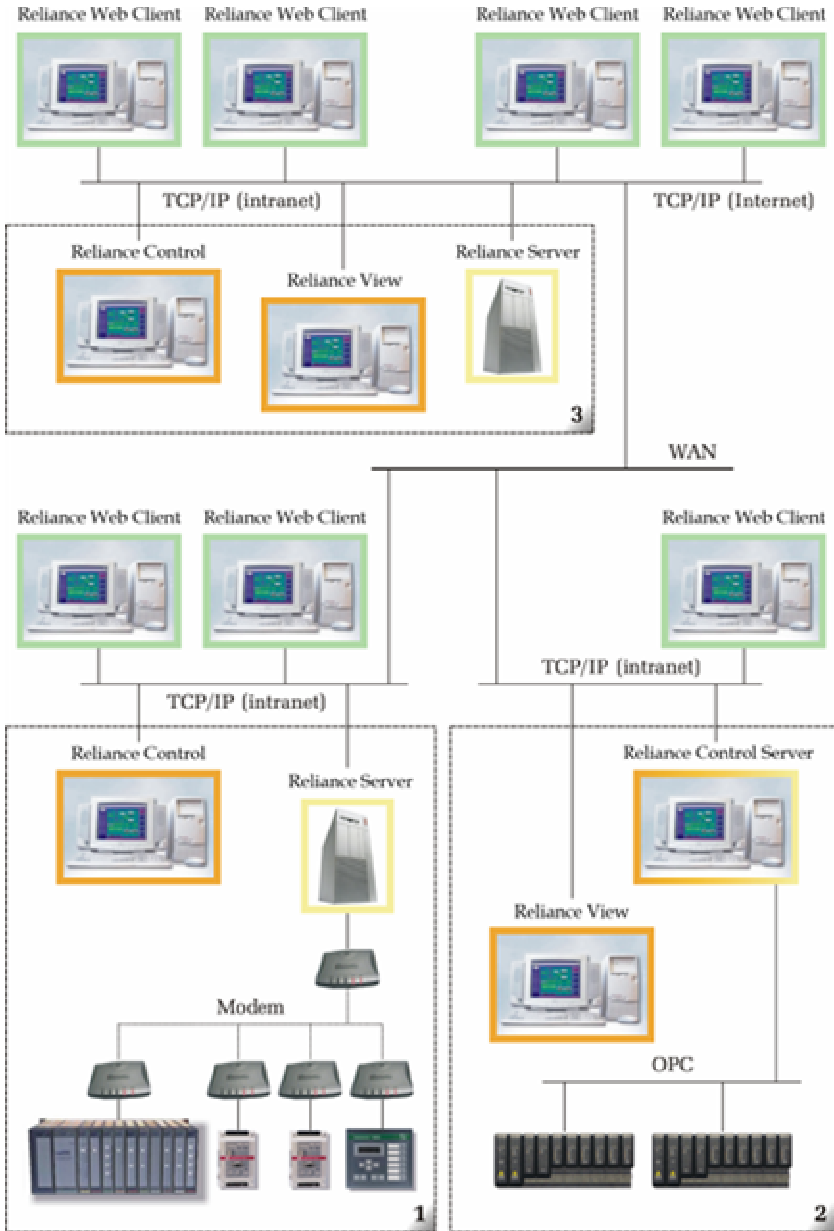 Reliance Web Client
Reliance Web Client
Reliance Web Client
Reliance Web Client
TCP/IP (intranet)
TCP/IP (Internet)
Reliance Control
Reliance View
Reliance Server
3
WAN
Reliance Web Client
Reliance Web Client
Reliance Web Client
TCP/IP (intranet)
TCP/IP (intranet)
Reliance Control
Reliance Server
Reliance Control Server
Reliance View
Modem
OPC
1
2